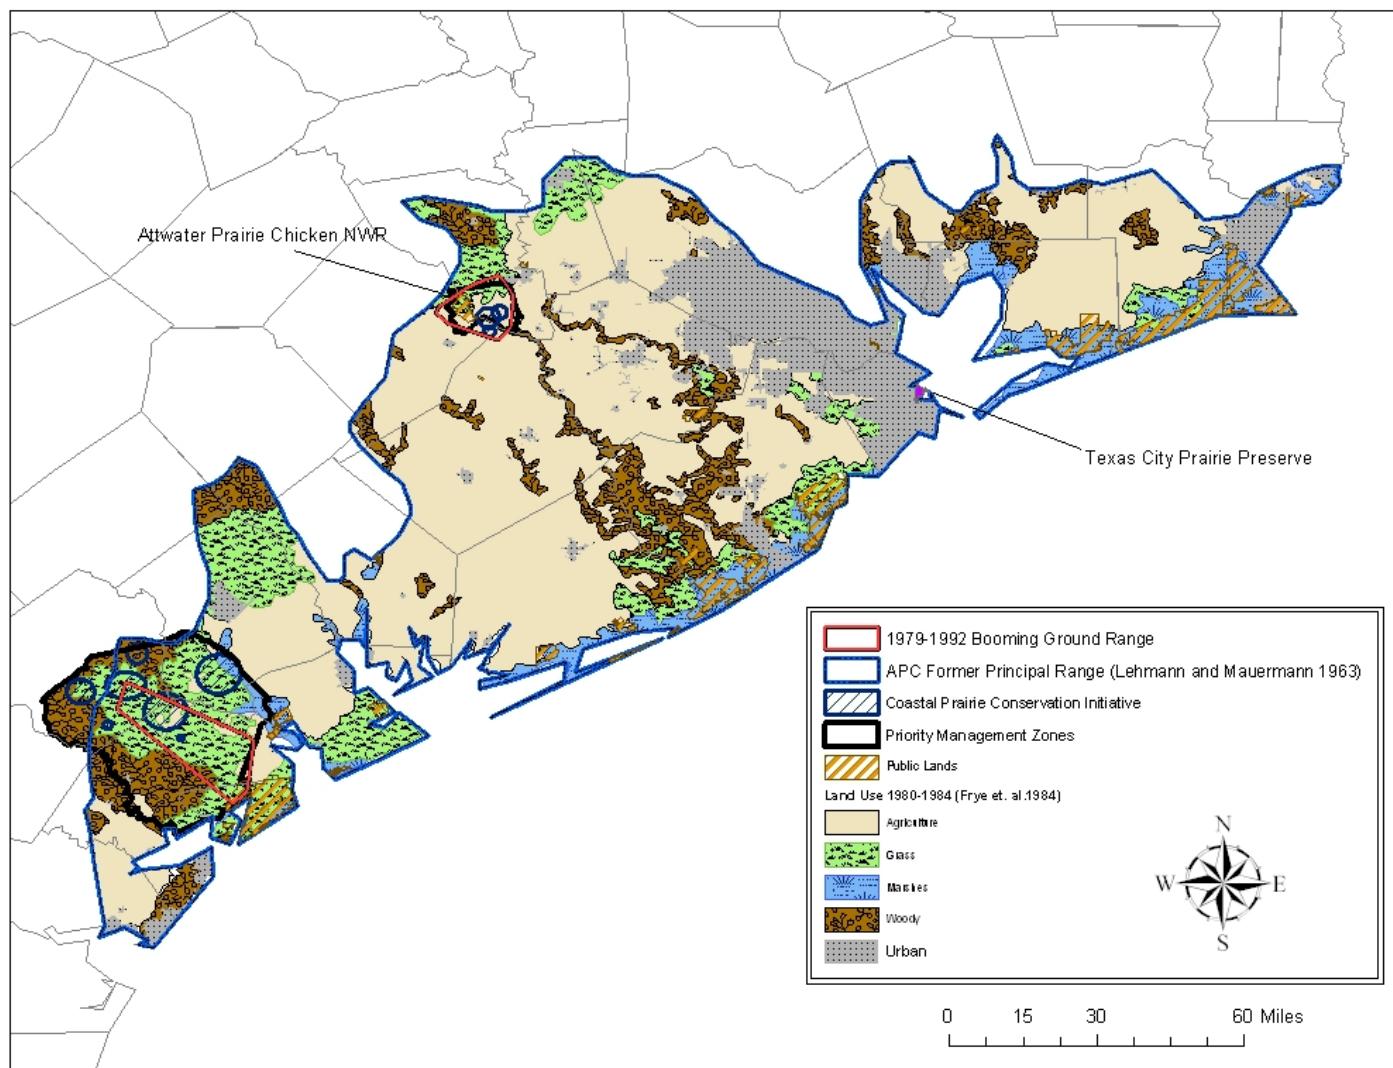 Attwater Prairie Chicken NWR
Texas City Prairie Preserve
1979-1992 Booming Ground Range
APC Former Principal Range (Lehmann and Mauermann 1963)
Coastal Prairie Conservation Initiative
Priority Management Zones
Public Lands
Land Use 1980-1984 (Frye et. al.1984)
Agriculture
Grass
Marshes
Woody
Urban
N
W E
S
0 15 30 60 Miles